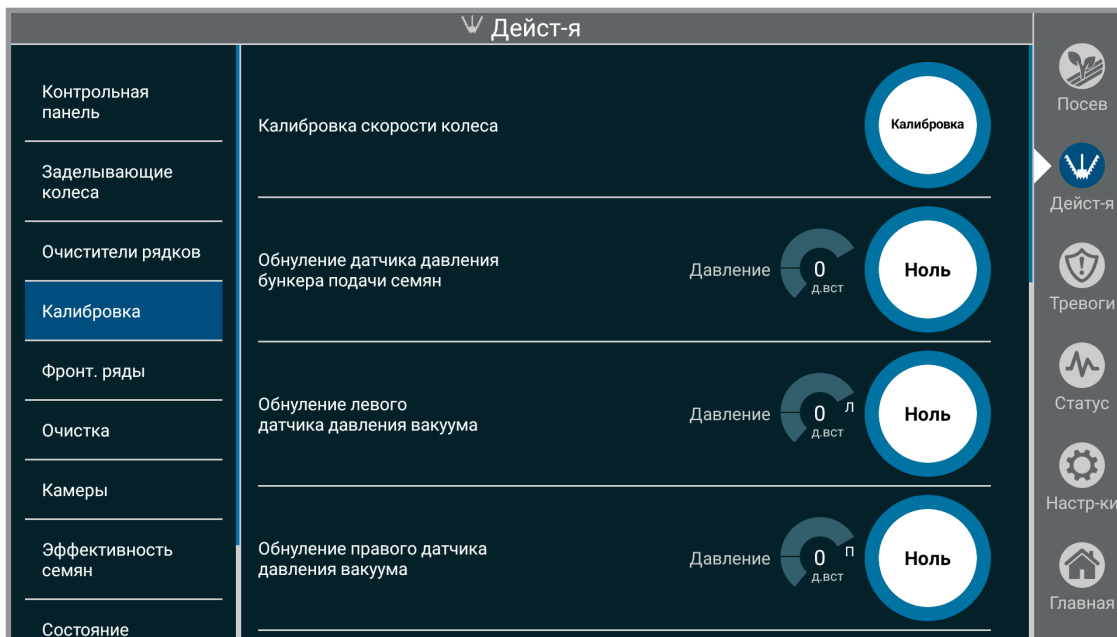 Дейст-я
Контрольная
панель
Заделывающие
колеса
Очистители рядков
Калибровка
Фронт. ряды
Очистка
Камеры
Эффективность
семян
Состояние
Калибровка скорости колеса
Калибровка
Обнуление датчика давления
бункера подачи семян
Давление
0
д.вст
Ноль
Обнуление левого
датчика давления вакуума
Давление
0 Л
д.вст
Ноль
Обнуление правого датчика
давления вакуума
Давление
0 П
д.вст
Ноль
Посев
Дейст-я
Тревоги
Статус
Настр-ки
Главная